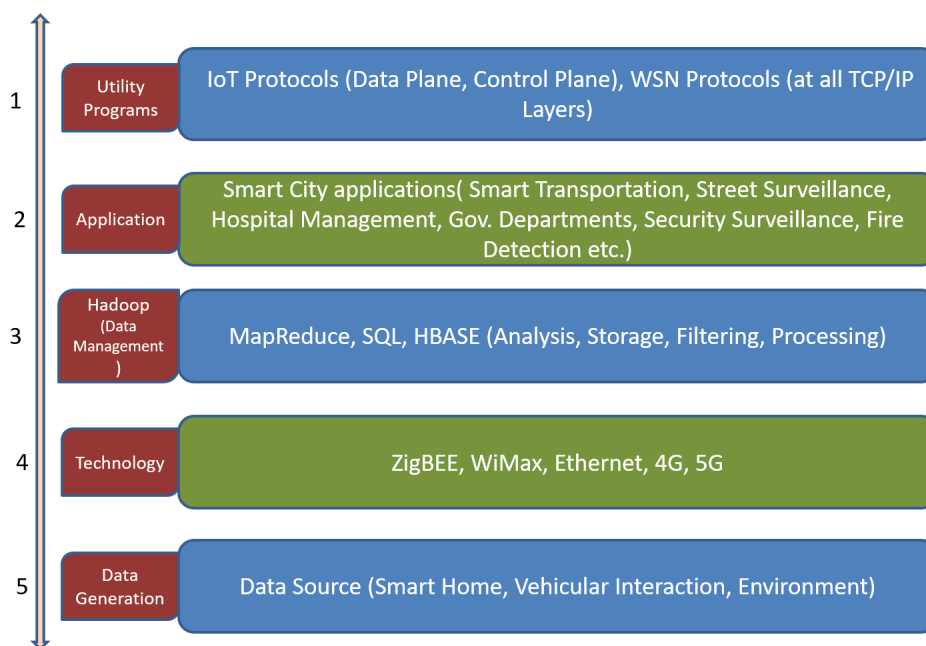 1
Utility
Programs
IoT Protocols (Data Plane, Control Plane), WSN Protocols (at all TCP/IP
Layers)
2
Application
Smart City applications( Smart Transportation, Street Surveillance,
Hospital Management, Gov. Departments, Security Surveillance, Fire
Detection etc.)
3
Hadoop
(Data
Management
)
MapReduce, SQL, HBASE (Analysis, Storage, Filtering, Processing)
4
Technology
ZigBEE, WiMax, Ethernet, 4G, 5G
5
Data
Generation
Data Source (Smart Home, Vehicular Interaction, Environment)